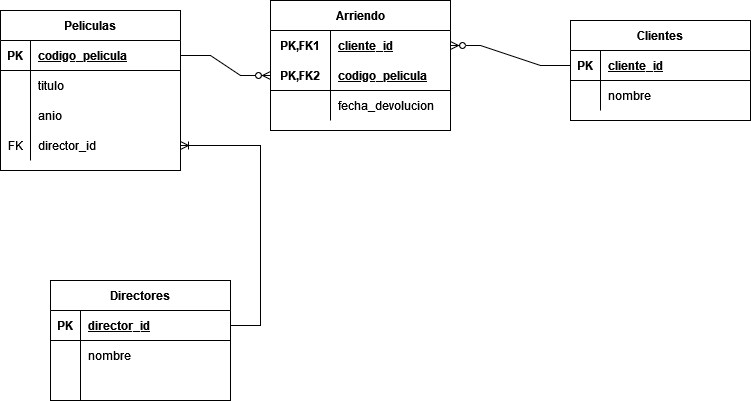 Peliculas
PK codigo_pelicula
titulo
anio
FK director_id
Arriendo
PK,FK1 cliente_id
PK,FK2 codigo_pelicula
fecha_devolucion
Clientes
PK cliente_id
nombre
Directores
PK director_id
nombre